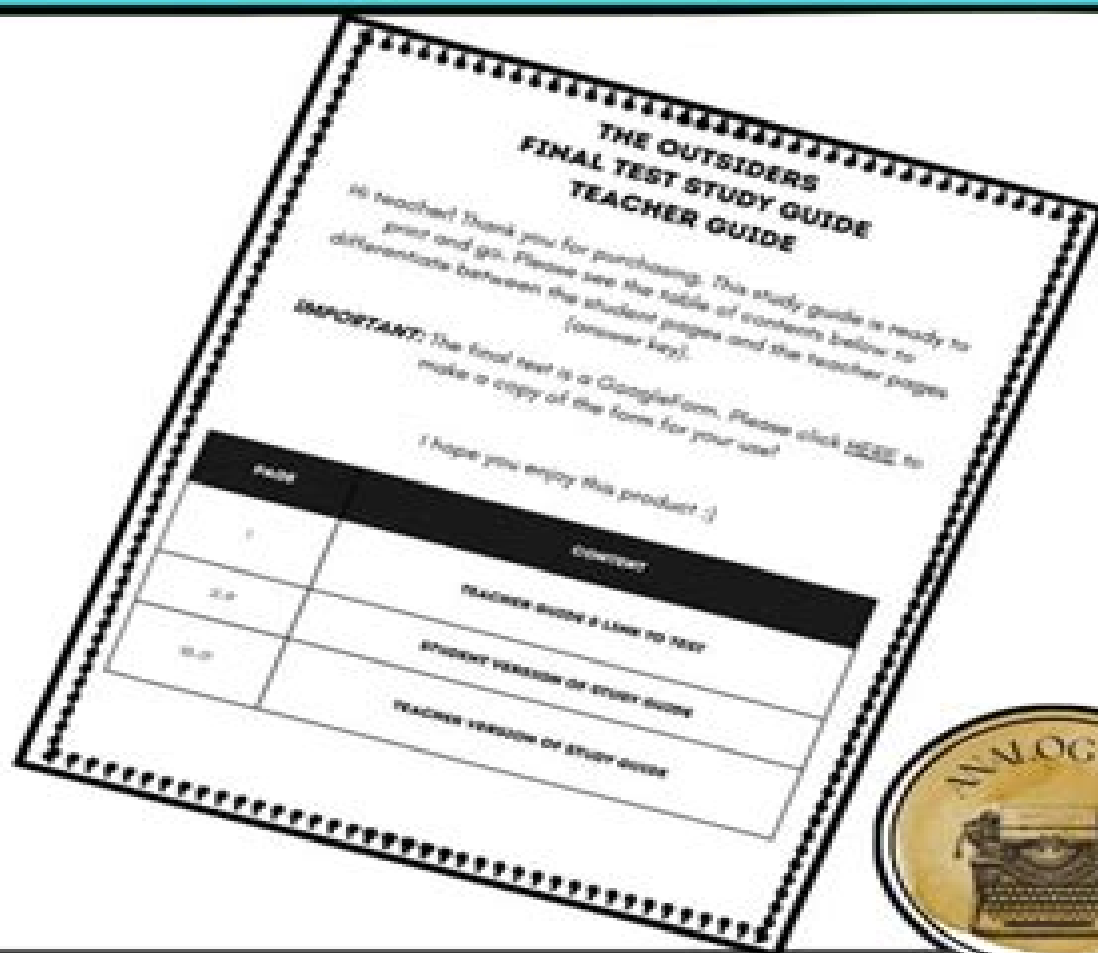 THE OUTSIDERS
FINAL TEST STUDY GUIDE
TEACHER GUIDE
Hi teacher! Thank you for purchasing. This study guide is ready to
print and go. Please see the table of contents below to
differentiate between the student pages and the teacher pages
(answer key).
IMPORTANT: The final test is a GoogleForm. Please click HERE to
make a copy of the form for your use!
I hope you enjoy this product :)
PAGE CONTENT
TEACHER GUIDE & LINK TO TEST
STUDENT VERSION OF STUDY GUIDE
TEACHER VERSION OF STUDY GUIDE
ANALOG